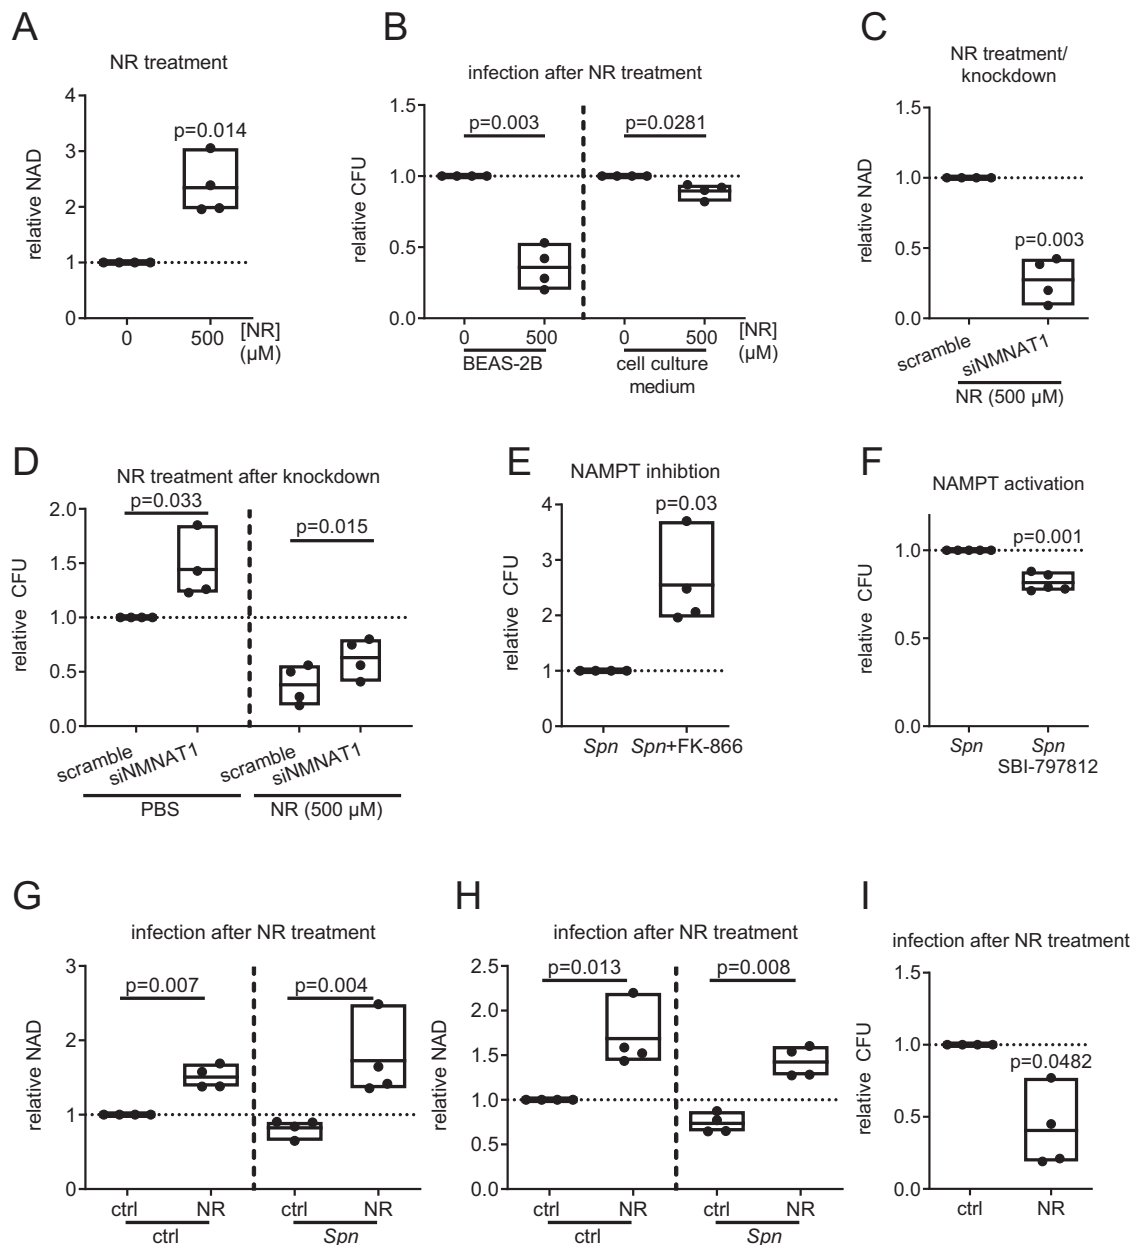 A
NR treatment
relative NAD
4
3
2
1
0
p=0.014
0
500
[NR]
(µM)
B
infection after NR treatment
relative CFU
1.5
1.0
0.5
0.0
p=0.003
p=0.0281
0
500
0
500
[NR]
(µM)
BEAS-2B
cell culture
medium
C
NR treatment/
knockdown
relative NAD
1.5
1.0
0.5
0.0
p=0.003
scramble
siNMNAT1
NR (500 µM)
D
NR treatment after knockdown
relative CFU
2.0
1.5
1.0
0.5
0.0
p=0.033
p=0.015
scramble
siNMNAT1
scramble
siNMNAT1
PBS
NR (500 µM)
E
NAMPT inhibtion
relative CFU
4
3
2
1
0
p=0.03
Spn
Spn+FK-866
F
NAMPT activation
relative CFU
1.0
0.5
0.0
p=0.001
Spn
Spn
SBI-797812
G
infection after NR treatment
relative NAD
3
2
1
0
p=0.007
p=0.004
ctrl
NR
ctrl
NR
ctrl
Spn
H
infection after NR treatment
relative NAD
2.5
2.0
1.5
1.0
0.5
0.0
p=0.013
p=0.008
ctrl
NR
ctrl
NR
ctrl
Spn
I
infection after NR treatment
relative CFU
1.5
1.0
0.5
0.0
p=0.0482
ctrl
NR